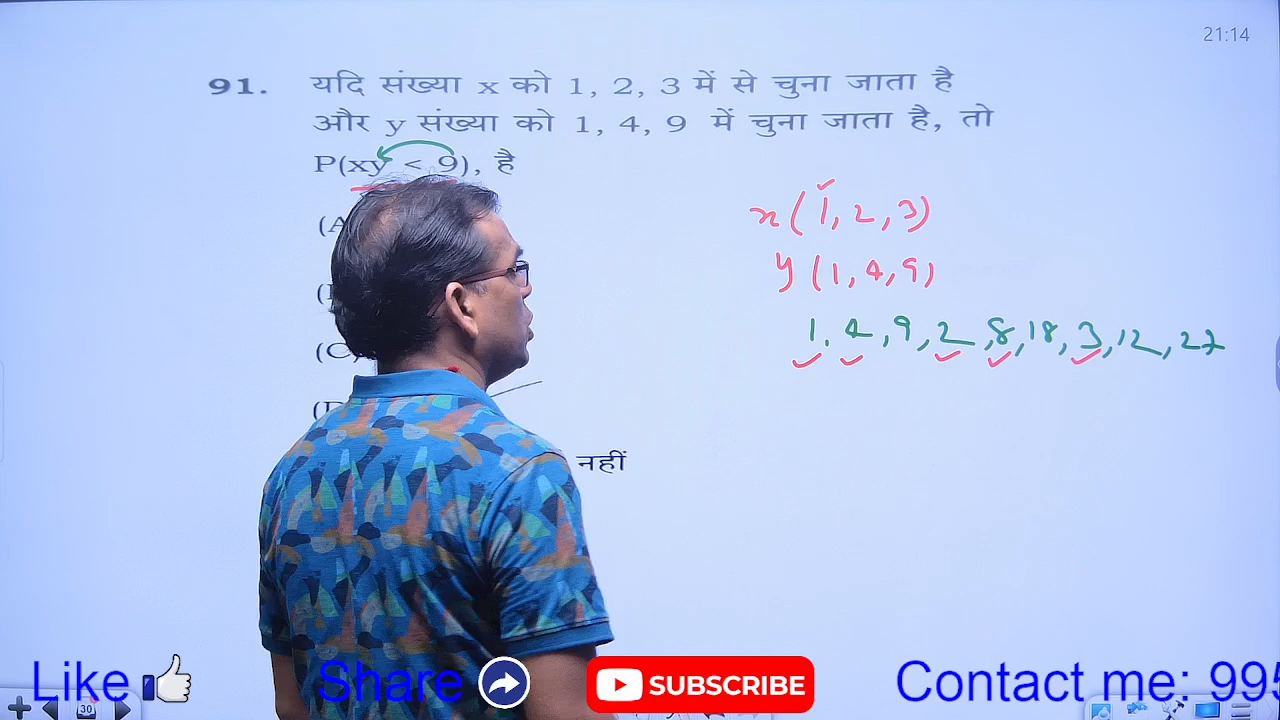 21:14
91. यदि संख्या x को 1, 2, 3 में से चुना जाता है
और y संख्या को 1, 4, 9 में चुना जाता है, तो
P(xy < 9), है
x(1, 2, 3)
y(1, 4, 9)
1, 4, 9, 2, 8, 18, 3, 12, 27
(C)
नहीं
Like Share SUBSCRIBE Contact me: 995
30